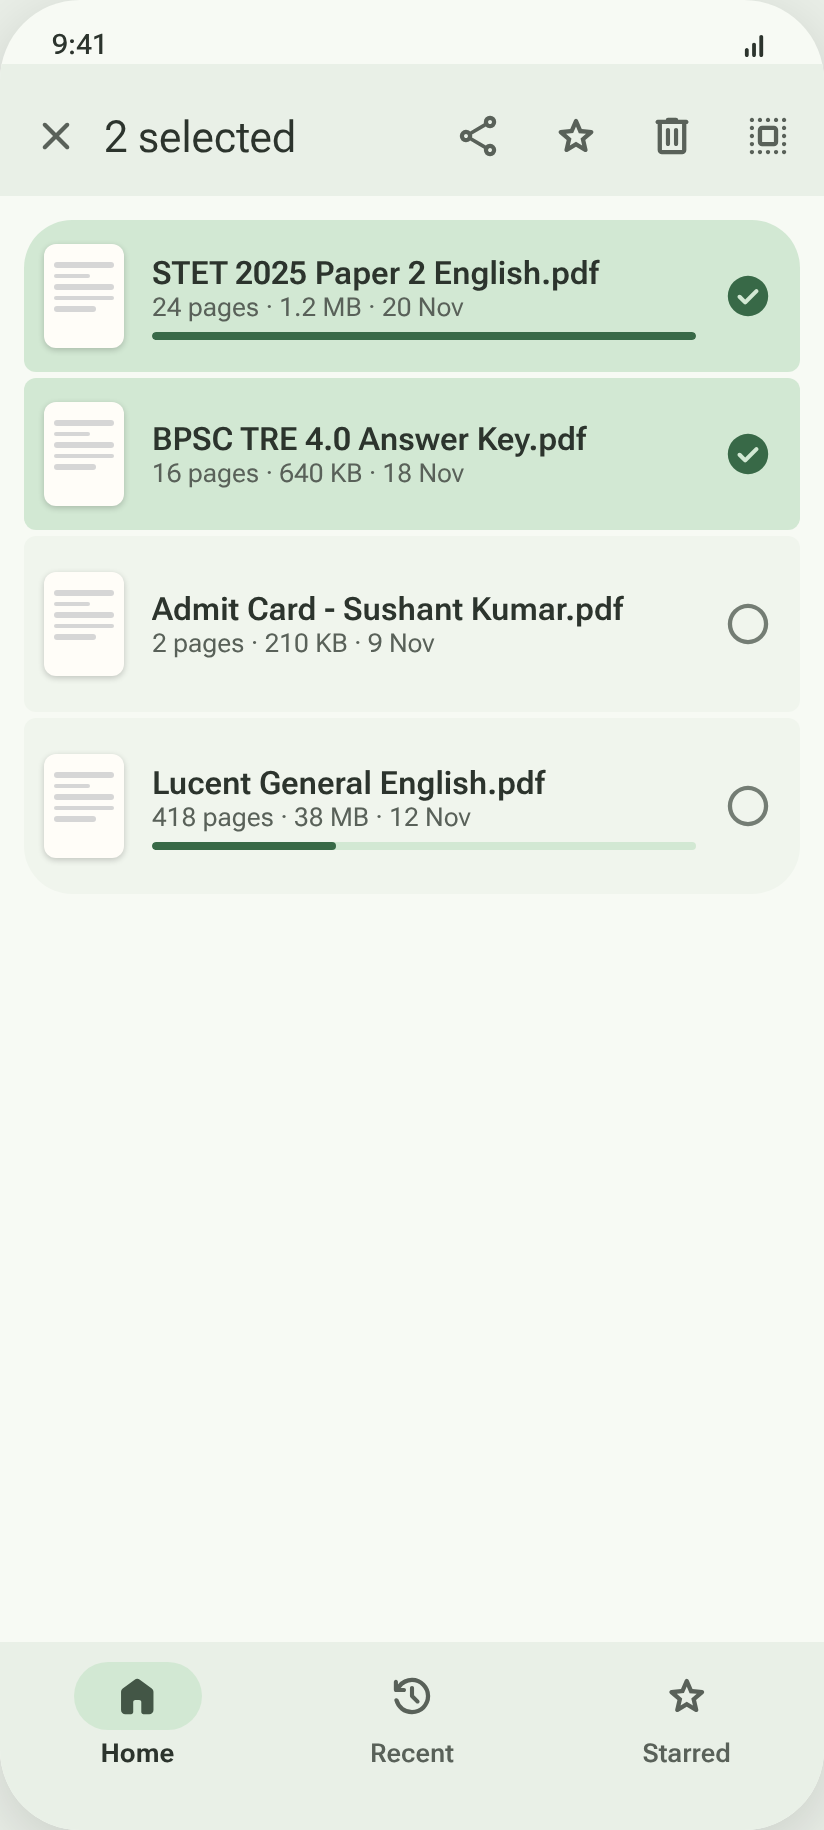 9:41
2 selected
STET 2025 Paper 2 English.pdf
24 pages · 1.2 MB · 20 Nov
BPSC TRE 4.0 Answer Key.pdf
16 pages · 640 KB · 18 Nov
Admit Card - Sushant Kumar.pdf
2 pages · 210 KB · 9 Nov
Lucent General English.pdf
418 pages · 38 MB · 12 Nov
Home
Recent
Starred